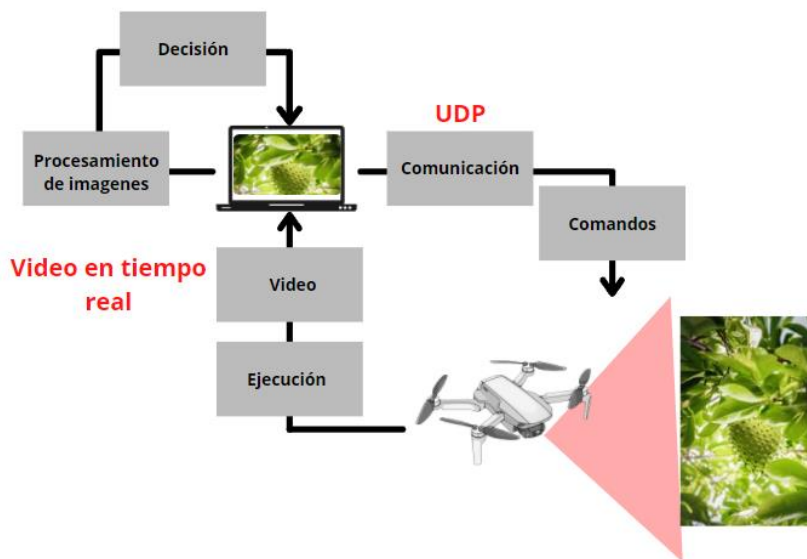 Decisión
UDP
Procesamiento
de imagenes
Comunicación
Comandos
Video en tiempo
real
Video
Ejecución